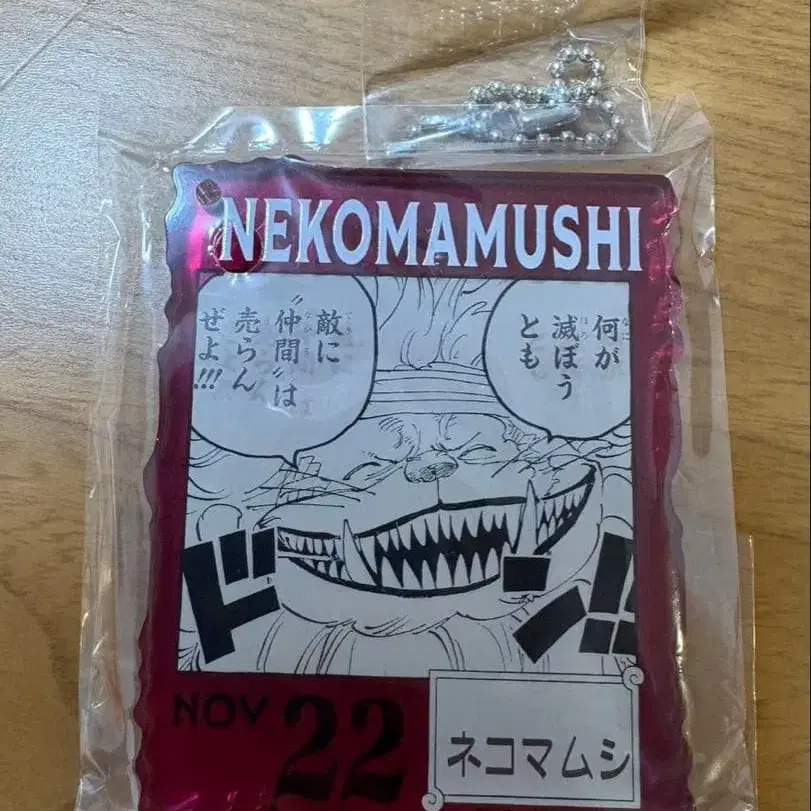 NEKOMAMUSHI
何が
滅ぼう
とも
敵に
“仲間”は
売らん
ぜよ!!!
ドン!!
NOV 22
ネコマムシ